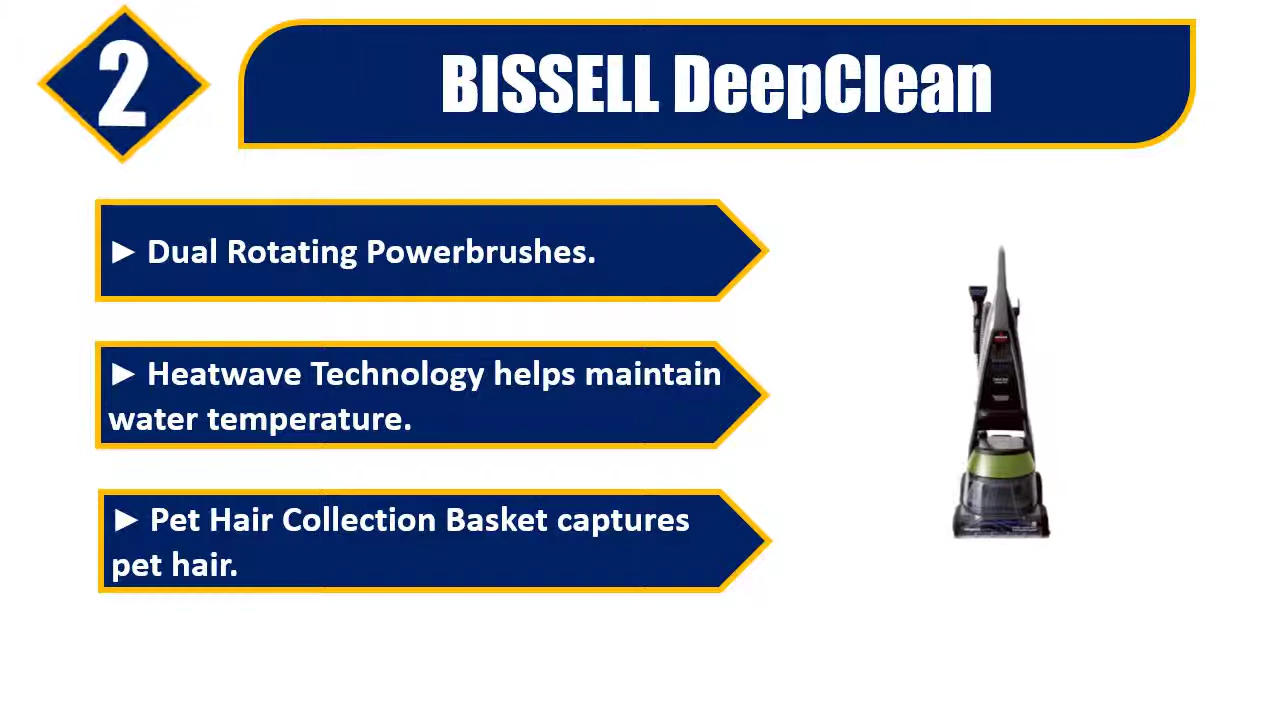 2
BISSELL DeepClean
► Dual Rotating Powerbrushes.
► Heatwave Technology helps maintain
water temperature.
► Pet Hair Collection Basket captures
pet hair.